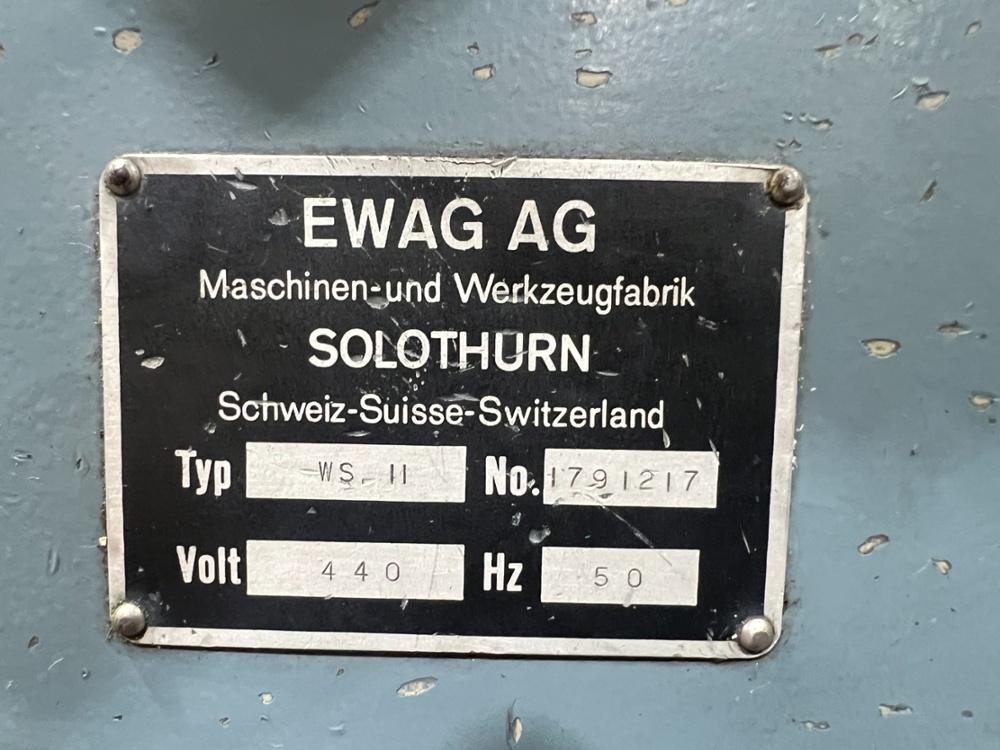 EWAG AG
Maschinen-und Werkzeugfabrik
SOLOTHURN
Schweiz-Suisse-Switzerland
Typ WS. 11 No. 1791217
Volt 440 Hz 50